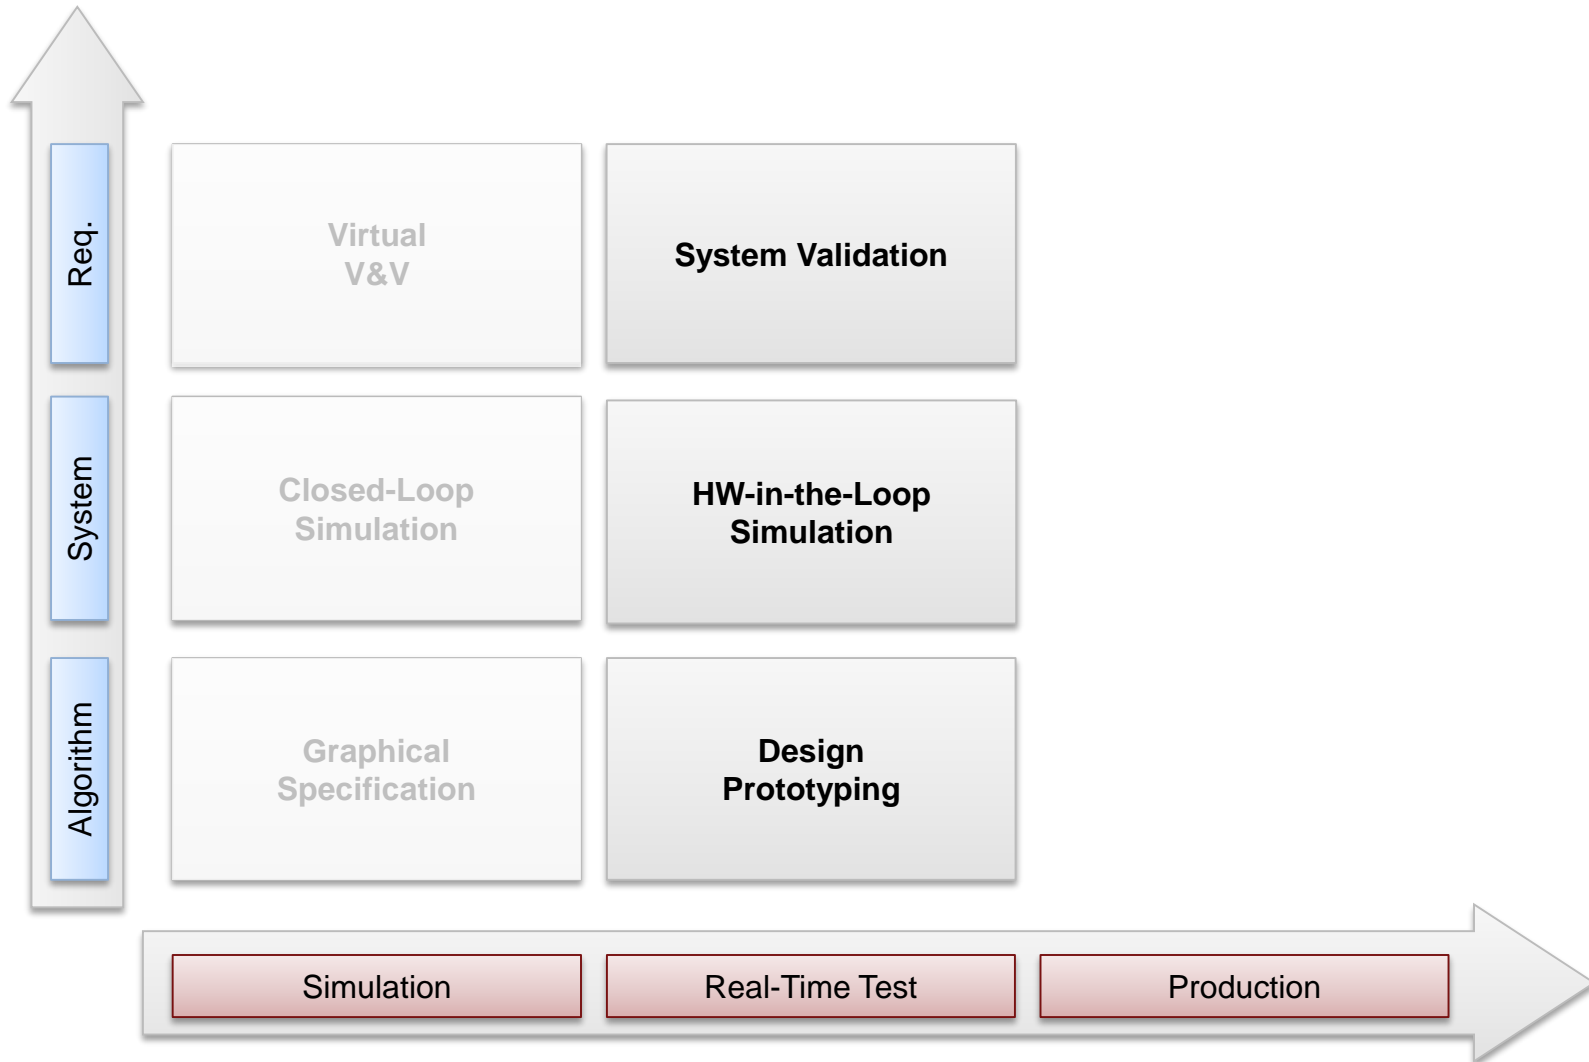 Req.
Virtual
V&V
System Validation
System
Closed-Loop
Simulation
HW-in-the-Loop
Simulation
Algorithm
Graphical
Specification
Design
Prototyping
Simulation
Real-Time Test
Production